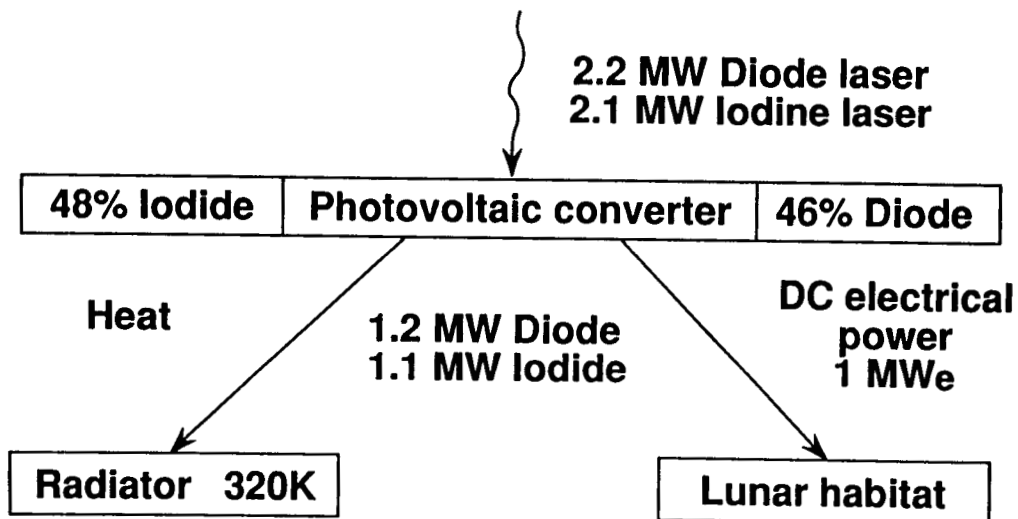 2.2 MW Diode laser
2.1 MW Iodine laser
48% Iodide
Photovoltaic converter
46% Diode
Heat
1.2 MW Diode
1.1 MW Iodide
DC electrical
power
1 MWe
Radiator 320K
Lunar habitat